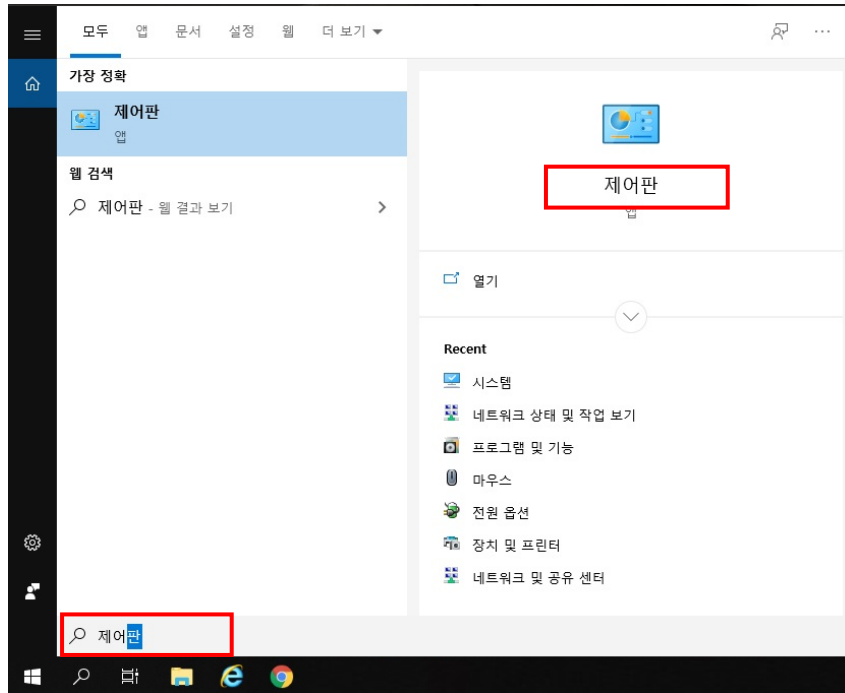 모두 앱 문서 설정 웹 더 보기
가장 정확
제어판
앱
웹 검색
제어판 - 웹 결과 보기
제어판
앱
열기
Recent
시스템
네트워크 상태 및 작업 보기
프로그램 및 기능
마우스
전원 옵션
장치 및 프린터
네트워크 및 공유 센터
제어판